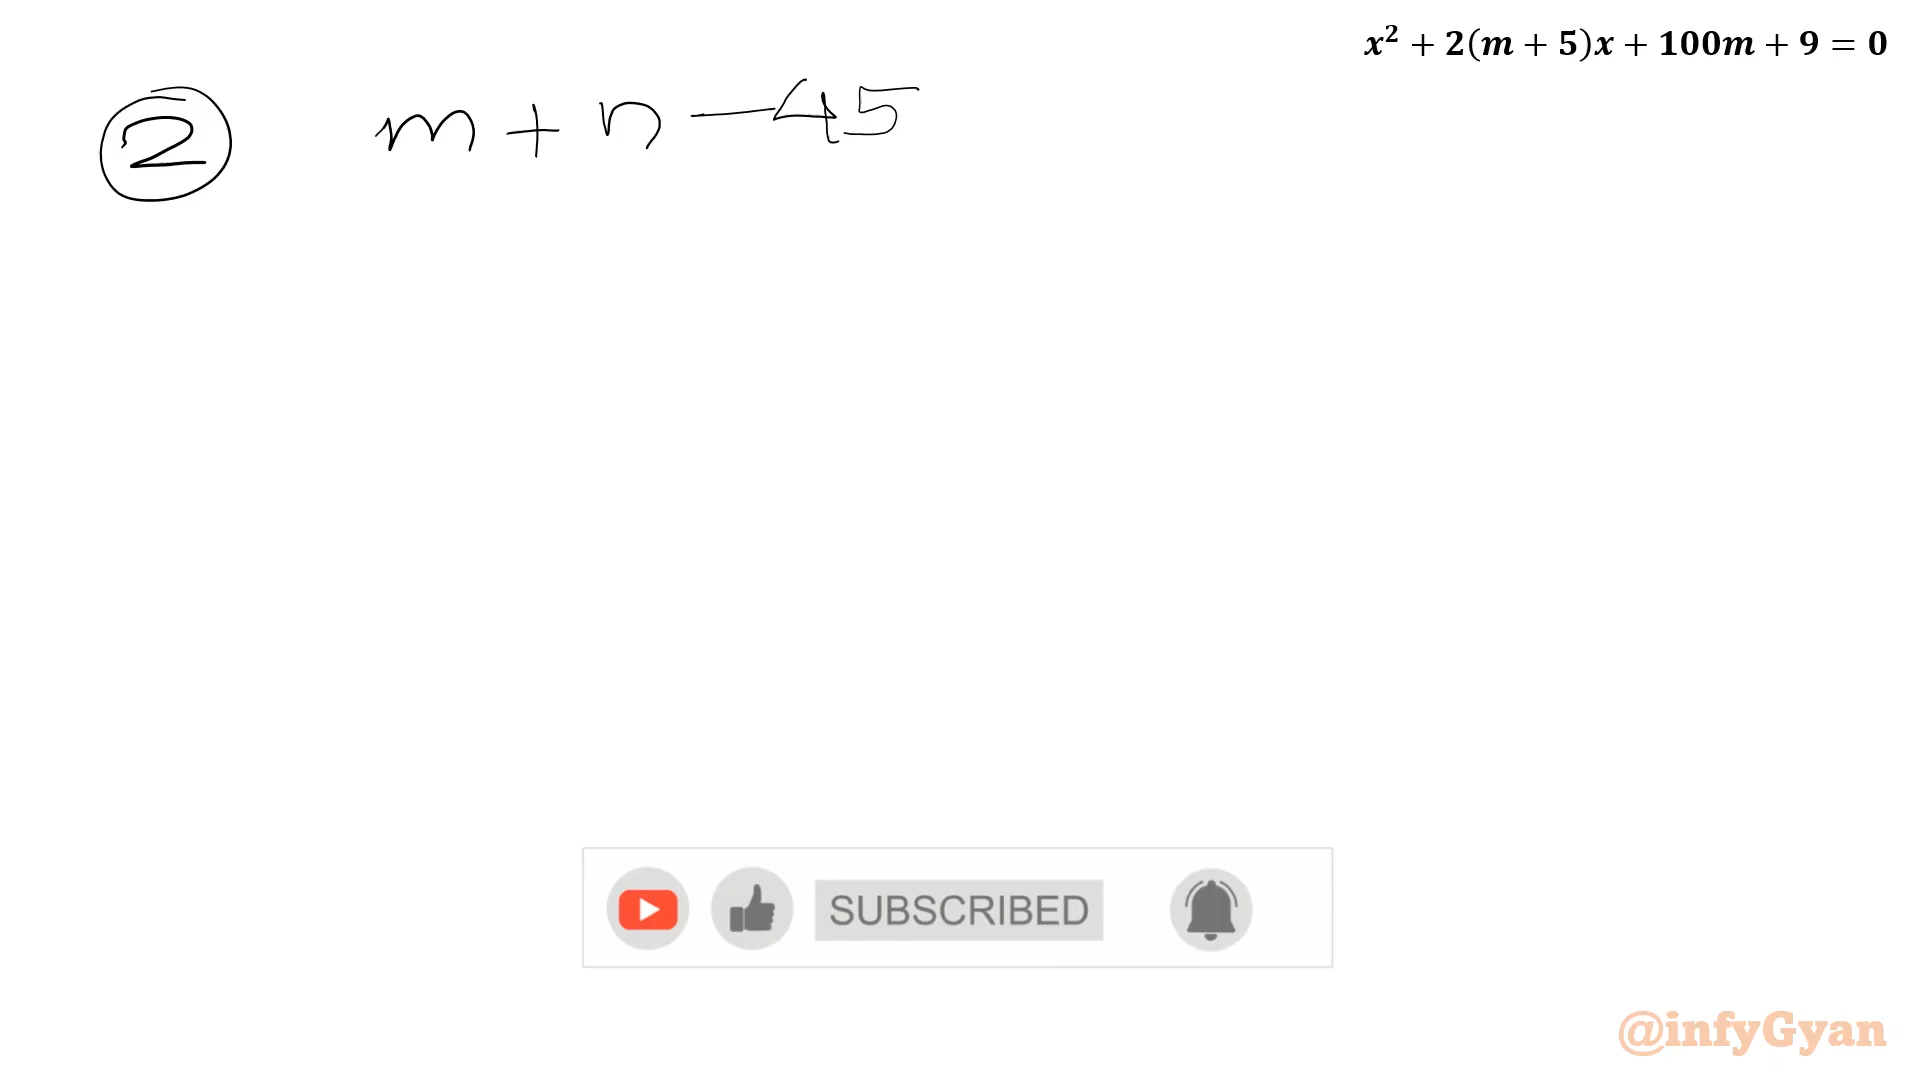 x² + 2(m + 5)x + 100m + 9 = 0
② m + n - 45
SUBSCRIBED
@infyGyan